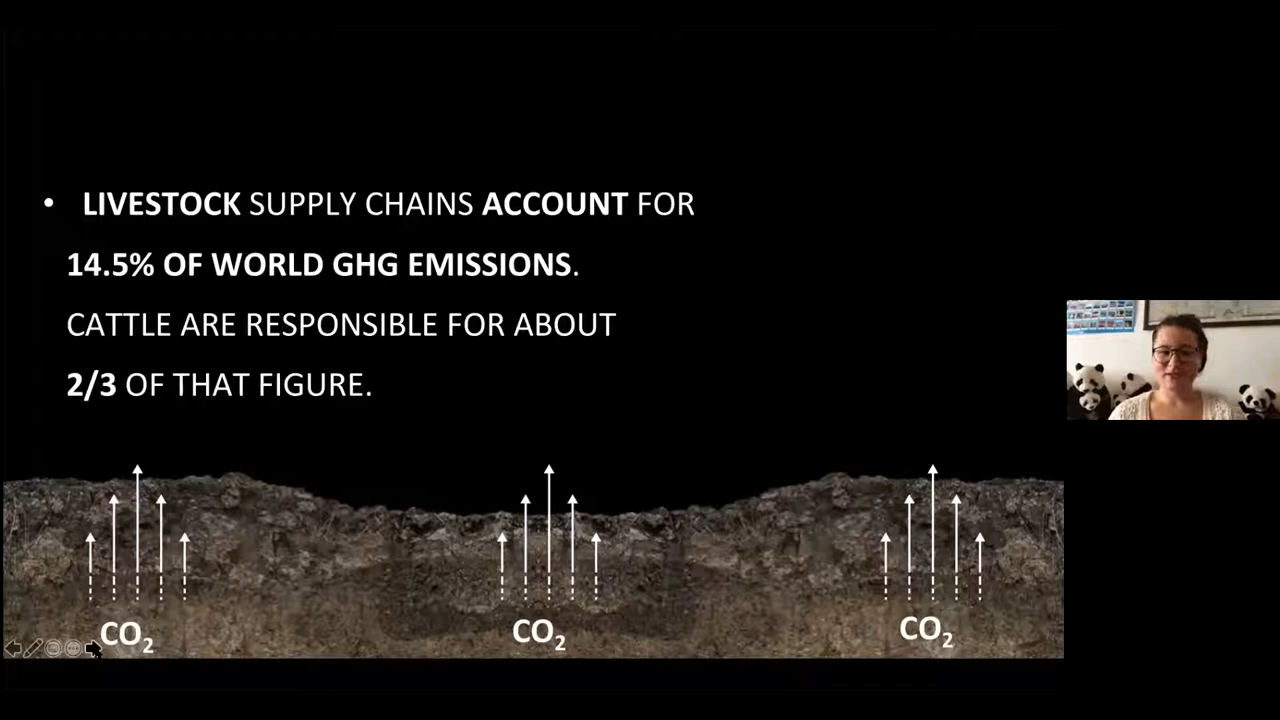 • LIVESTOCK SUPPLY CHAINS ACCOUNT FOR
14.5% OF WORLD GHG EMISSIONS.
CATTLE ARE RESPONSIBLE FOR ABOUT
2/3 OF THAT FIGURE.
CO₂ CO₂ CO₂